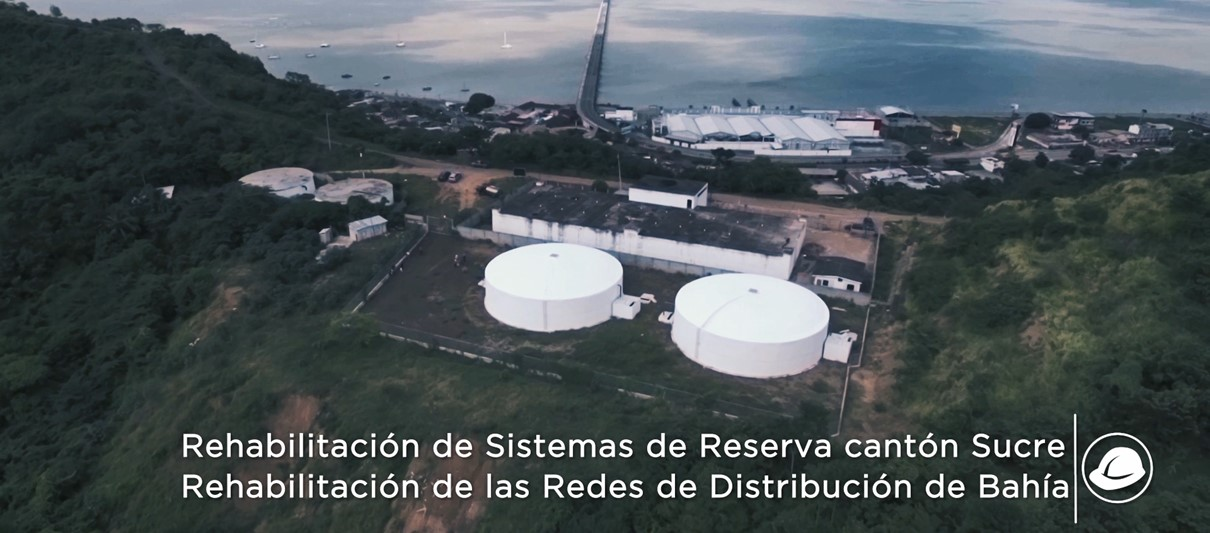 Rehabilitación de Sistemas de Reserva cantón Sucre
Rehabilitación de las Redes de Distribución de Bahía